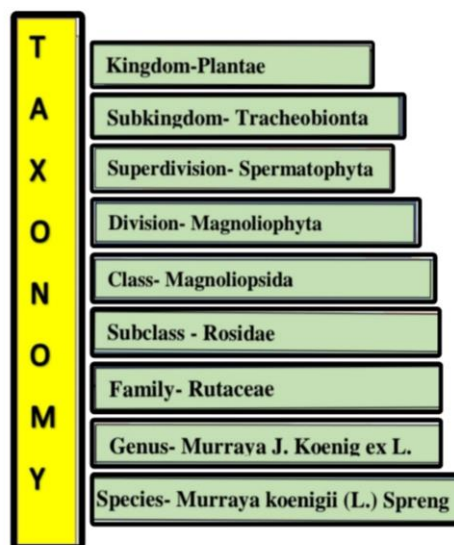 TAXONOMY
Kingdom-Plantae
Subkingdom- Tracheobionta
Superdivision- Spermatophyta
Division- Magnoliophyta
Class- Magnoliopsida
Subclass - Rosidae
Family- Rutaceae
Genus- Murraya J. Koenig ex L.
Species- Murraya koenigii (L.) Spreng